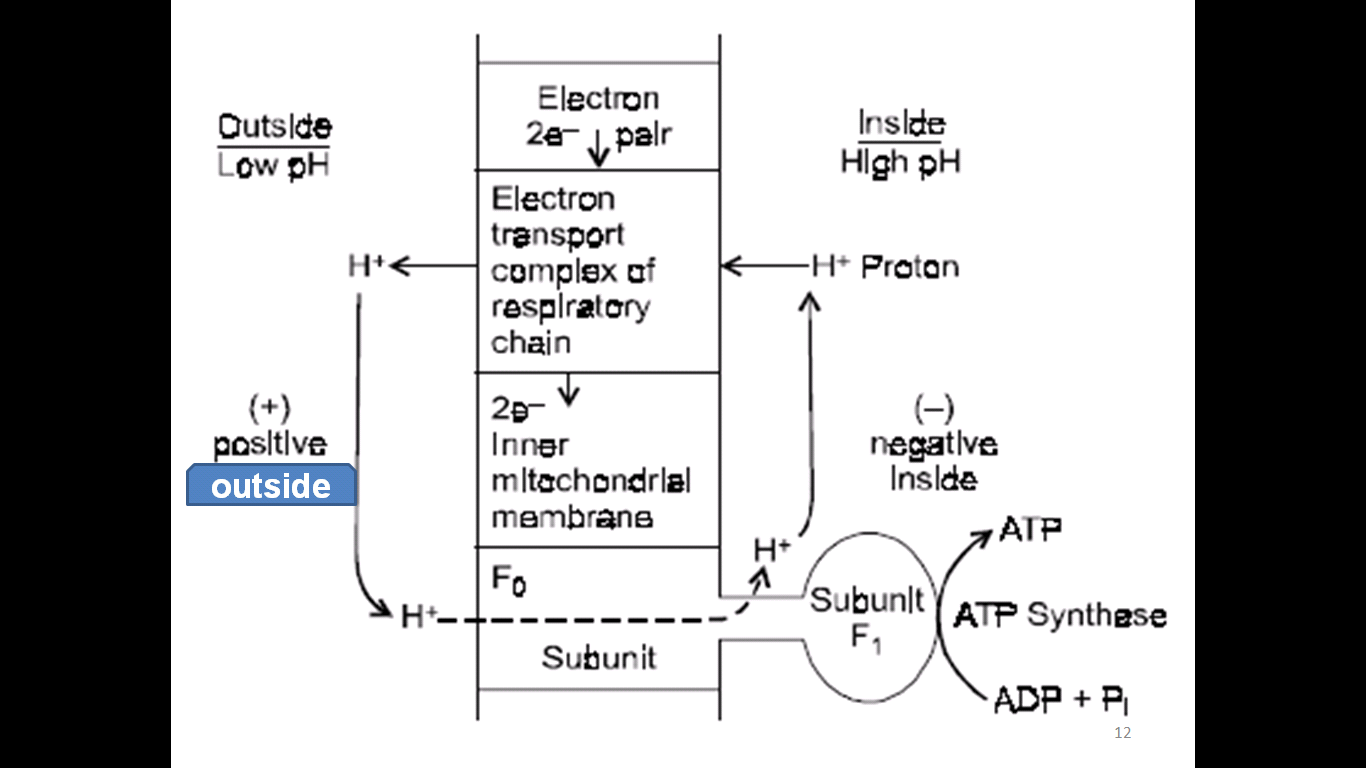 Outside
Low pH
Electron
2e– pair
Inside
High pH
Electron
transport
complex of
respiratory
chain
H+
H+ Proton
(+)
positive
outside
2e–
Inner
mitochondrial
membrane
(–)
negative
Inside
H+
F0
H+
Subunit
Subunit
F1
ATP
ATP Synthase
ADP + Pi
12